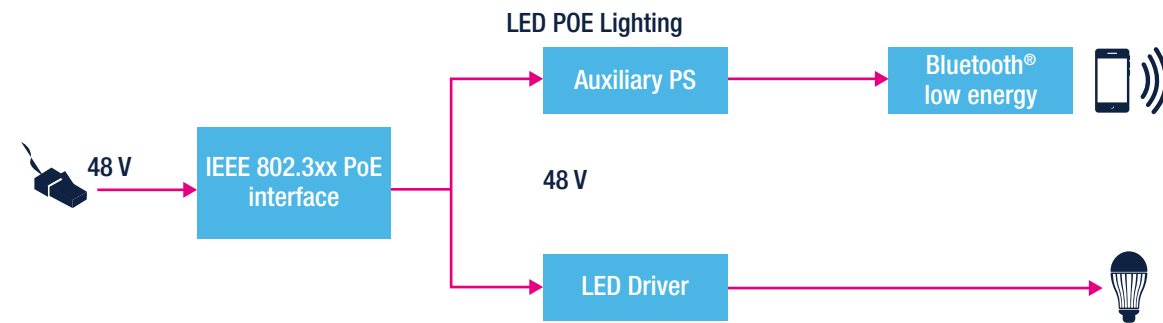 LED POE Lighting
Auxiliary PS
Bluetooth®
low energy
48 V
IEEE 802.3xx PoE
interface
48 V
LED Driver